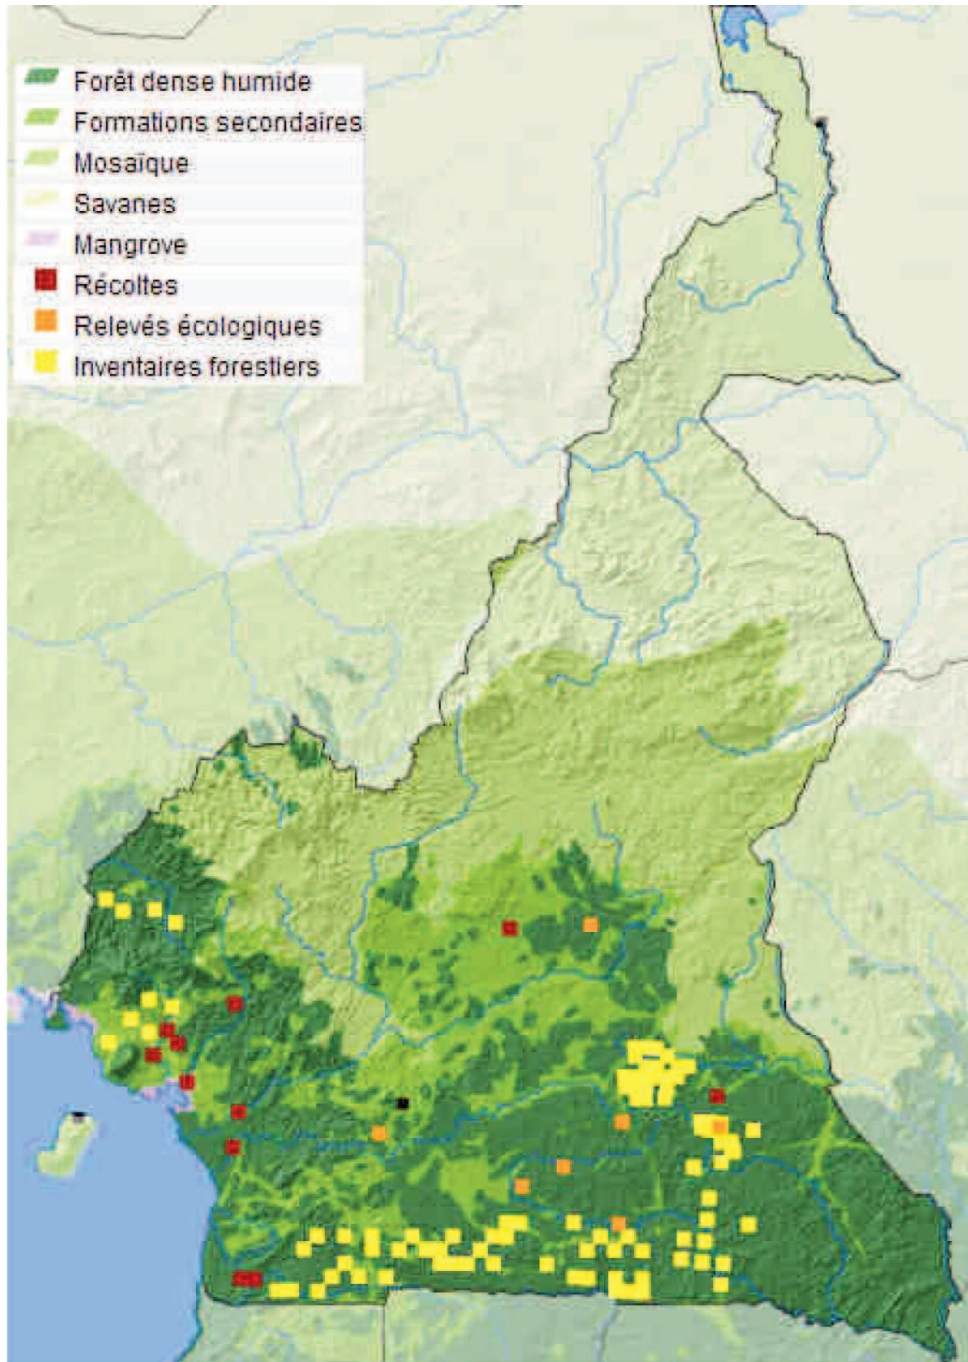 Forêt dense humide
Formations secondaires
Mosaïque
Savanes
Mangrove
Récoltes
Relevés écologiques
Inventaires forestiers